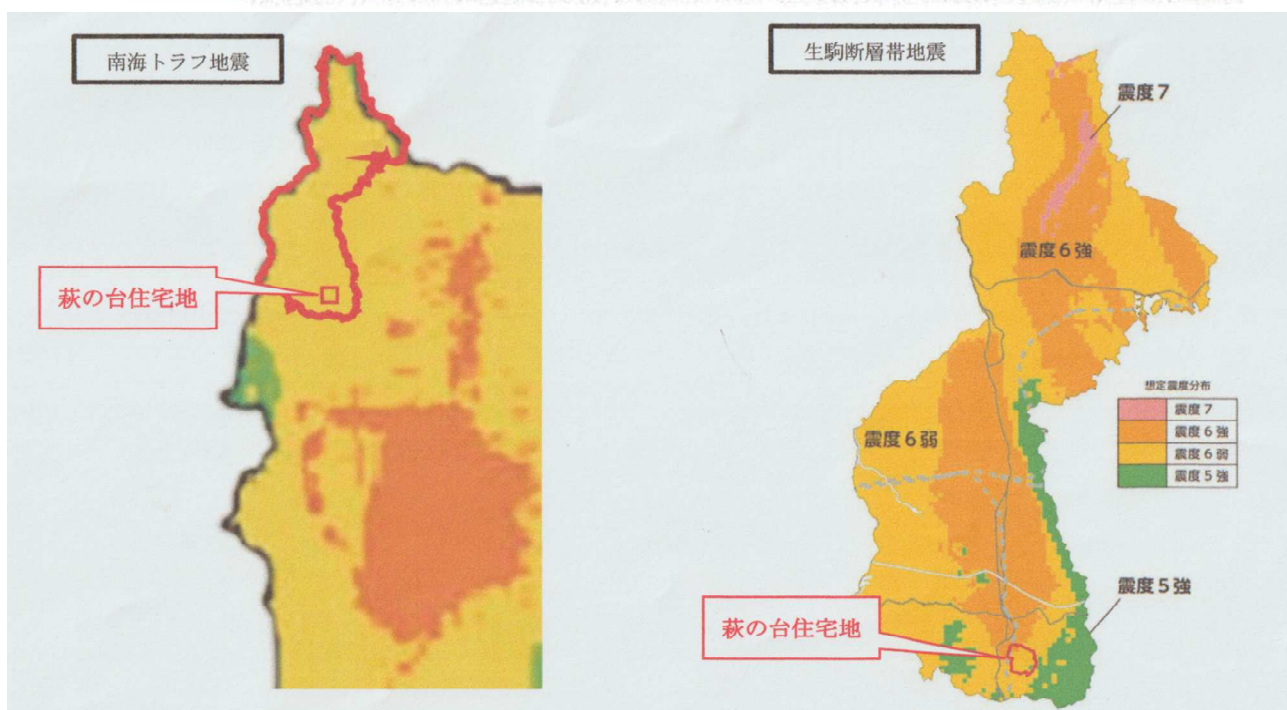 南海トラフ地震
萩の台住宅地
生駒断層帯地震
震度7
震度6強
震度6弱
想定震度分布
震度7
震度6強
震度6弱
震度5強
震度5強
萩の台住宅地